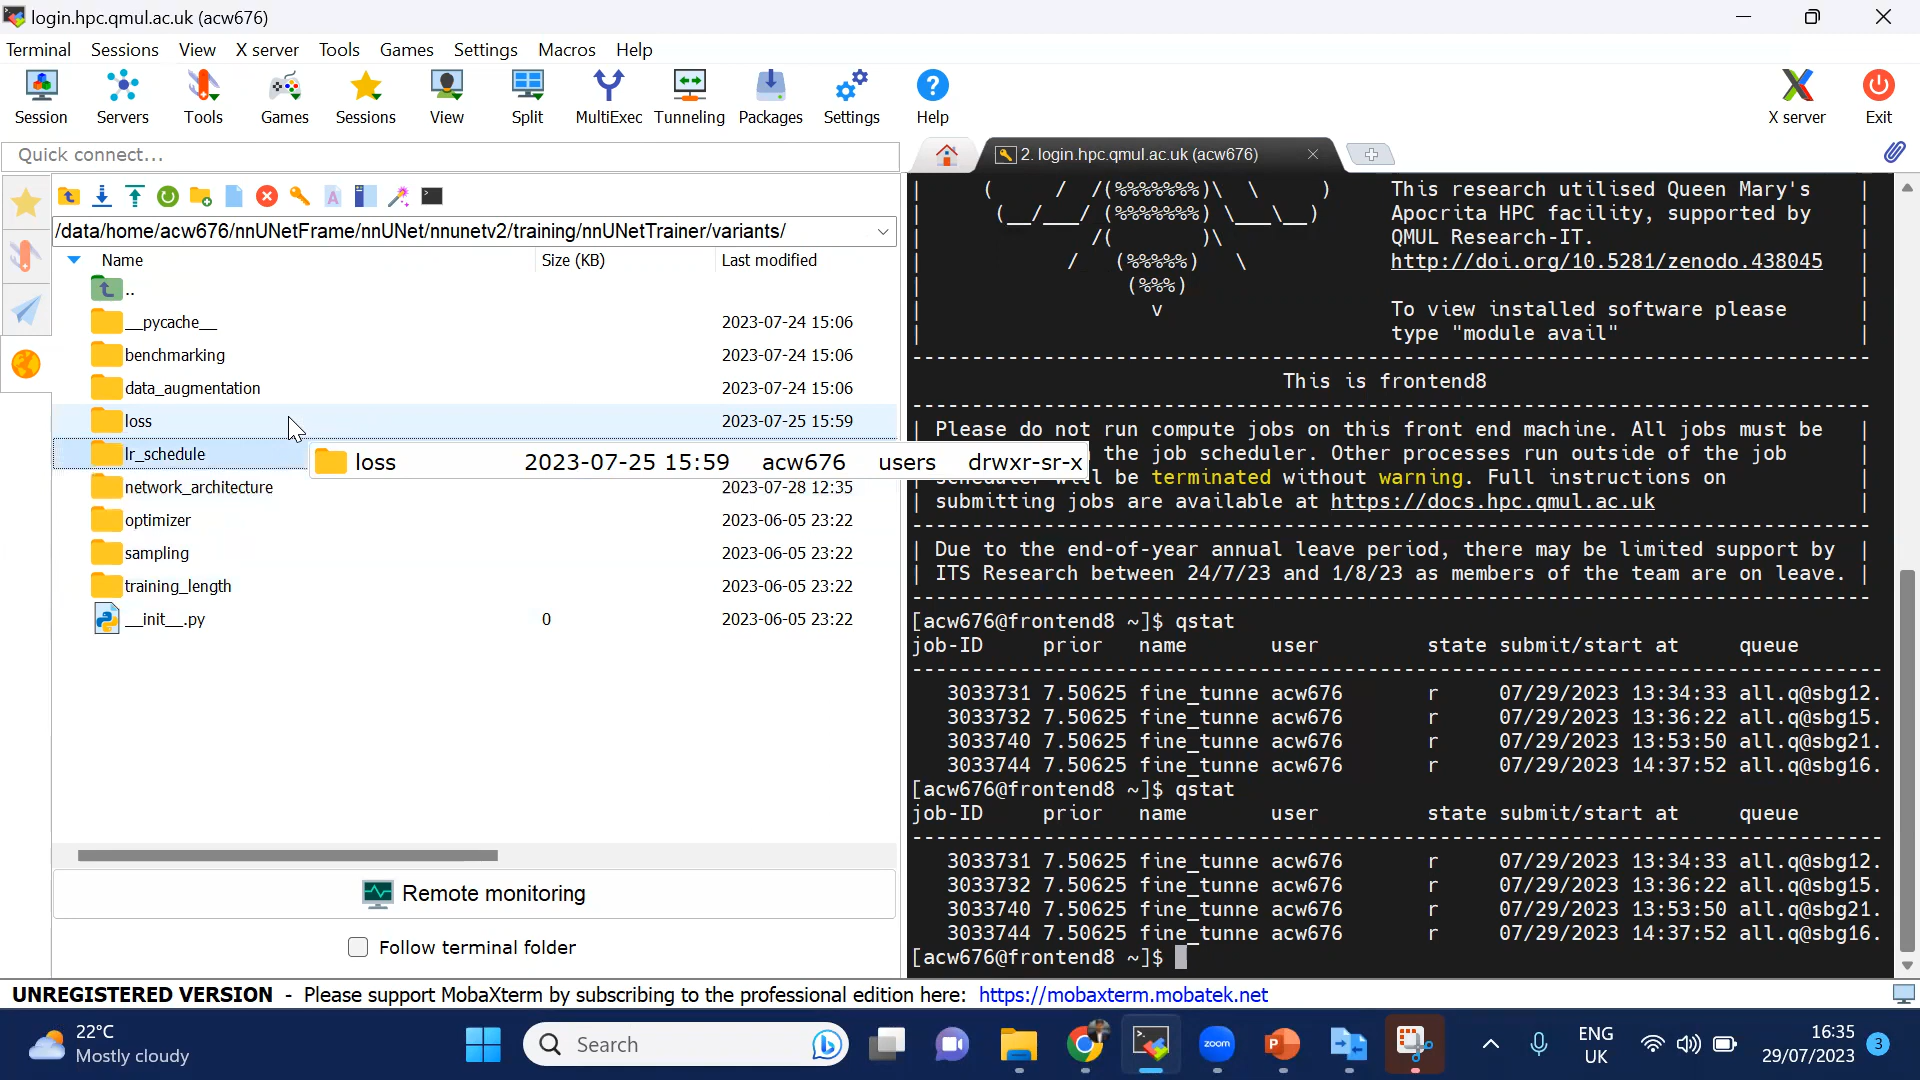 login.hpc.qmul.ac.uk (acw676)
Terminal Sessions View X server Tools Games Settings Macros Help
Session Servers Tools Games Sessions View Split MultiExec Tunneling Packages Settings Help X server Exit
Quick connect...
2. login.hpc.qmul.ac.uk (acw676)
/data/home/acw676/nnUNetFrame/nnUNet/nnunetv2/training/nnUNetTrainer/variants/
Name Size (KB) Last modified
..
__pycache__ 2023-07-24 15:06
benchmarking 2023-07-24 15:06
data_augmentation 2023-07-24 15:06
loss 2023-07-25 15:59
lr_schedule
loss 2023-07-25 15:59 acw676 users drwxr-sr-x
network_architecture 2023-07-28 12:35
optimizer 2023-06-05 23:22
sampling 2023-06-05 23:22
training_length 2023-06-05 23:22
__init__.py 0 2023-06-05 23:22
Remote monitoring
Follow terminal folder
| ( / /(%%%%%%%)\ \ ) This research utilised Queen Mary's |
| (__/___/ (%%%%%%%) \___\__) Apocrita HPC facility, supported by |
| /( )\ QMUL Research-IT. |
| / (%%%%%) \ http://doi.org/10.5281/zenodo.438045 |
| (%%%) |
| v To view installed software please |
| type "module avail" |
--------------------------------------------------------------------------------
This is frontend8
--------------------------------------------------------------------------------
| Please do not run compute jobs on this front end machine. All jobs must be |
the job scheduler. Other processes run outside of the job |
will be terminated without warning. Full instructions on |
| submitting jobs are available at https://docs.hpc.qmul.ac.uk |
--------------------------------------------------------------------------------
| Due to the end-of-year annual leave period, there may be limited support by |
| ITS Research between 24/7/23 and 1/8/23 as members of the team are on leave. |
--------------------------------------------------------------------------------
[acw676@frontend8 ~]$ qstat
job-ID prior name user state submit/start at queue
---------------------------------------------------------------------------------
3033731 7.50625 fine_tunne acw676 r 07/29/2023 13:34:33 all.q@sbg12.
3033732 7.50625 fine_tunne acw676 r 07/29/2023 13:36:22 all.q@sbg15.
3033740 7.50625 fine_tunne acw676 r 07/29/2023 13:53:50 all.q@sbg21.
3033744 7.50625 fine_tunne acw676 r 07/29/2023 14:37:52 all.q@sbg16.
[acw676@frontend8 ~]$ qstat
job-ID prior name user state submit/start at queue
---------------------------------------------------------------------------------
3033731 7.50625 fine_tunne acw676 r 07/29/2023 13:34:33 all.q@sbg12.
3033732 7.50625 fine_tunne acw676 r 07/29/2023 13:36:22 all.q@sbg15.
3033740 7.50625 fine_tunne acw676 r 07/29/2023 13:53:50 all.q@sbg21.
3033744 7.50625 fine_tunne acw676 r 07/29/2023 14:37:52 all.q@sbg16.
[acw676@frontend8 ~]$
UNREGISTERED VERSION - Please support MobaXterm by subscribing to the professional edition here: https://mobaxterm.mobatek.net
22°C
Mostly cloudy
Search
zoom
ENG
UK
16:35
29/07/2023
3